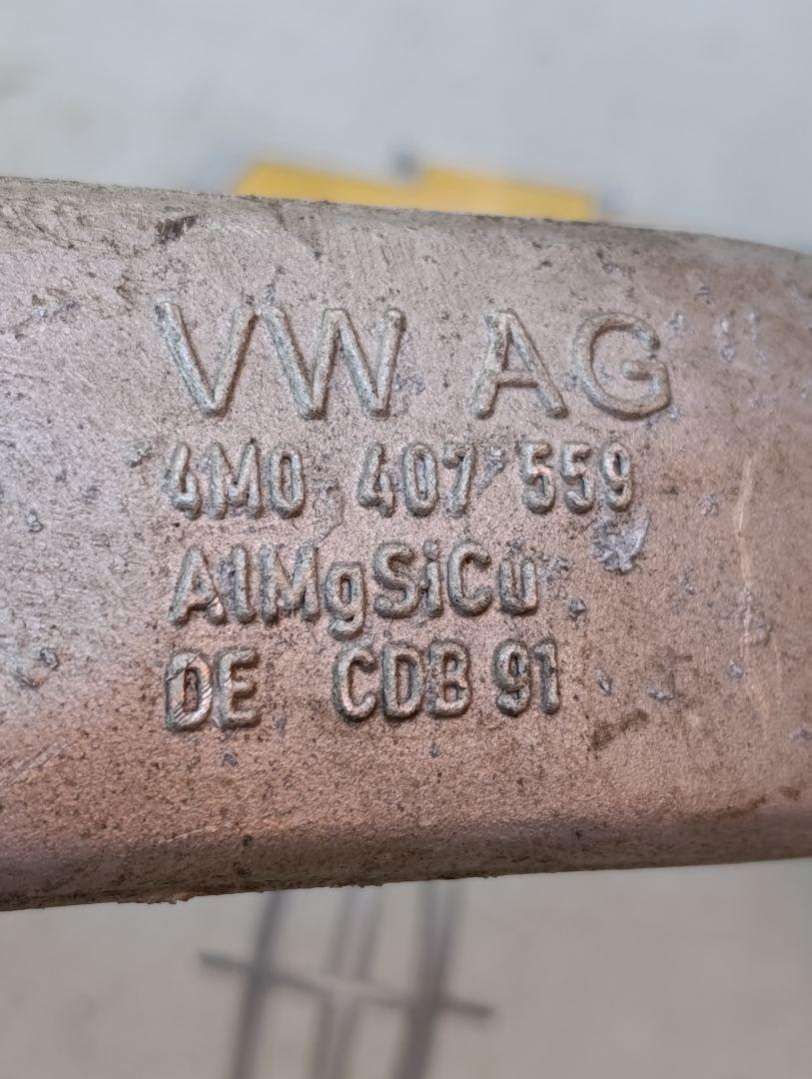 VW AG
4M0 407 559
AlMgSiCu
DE CDB 91